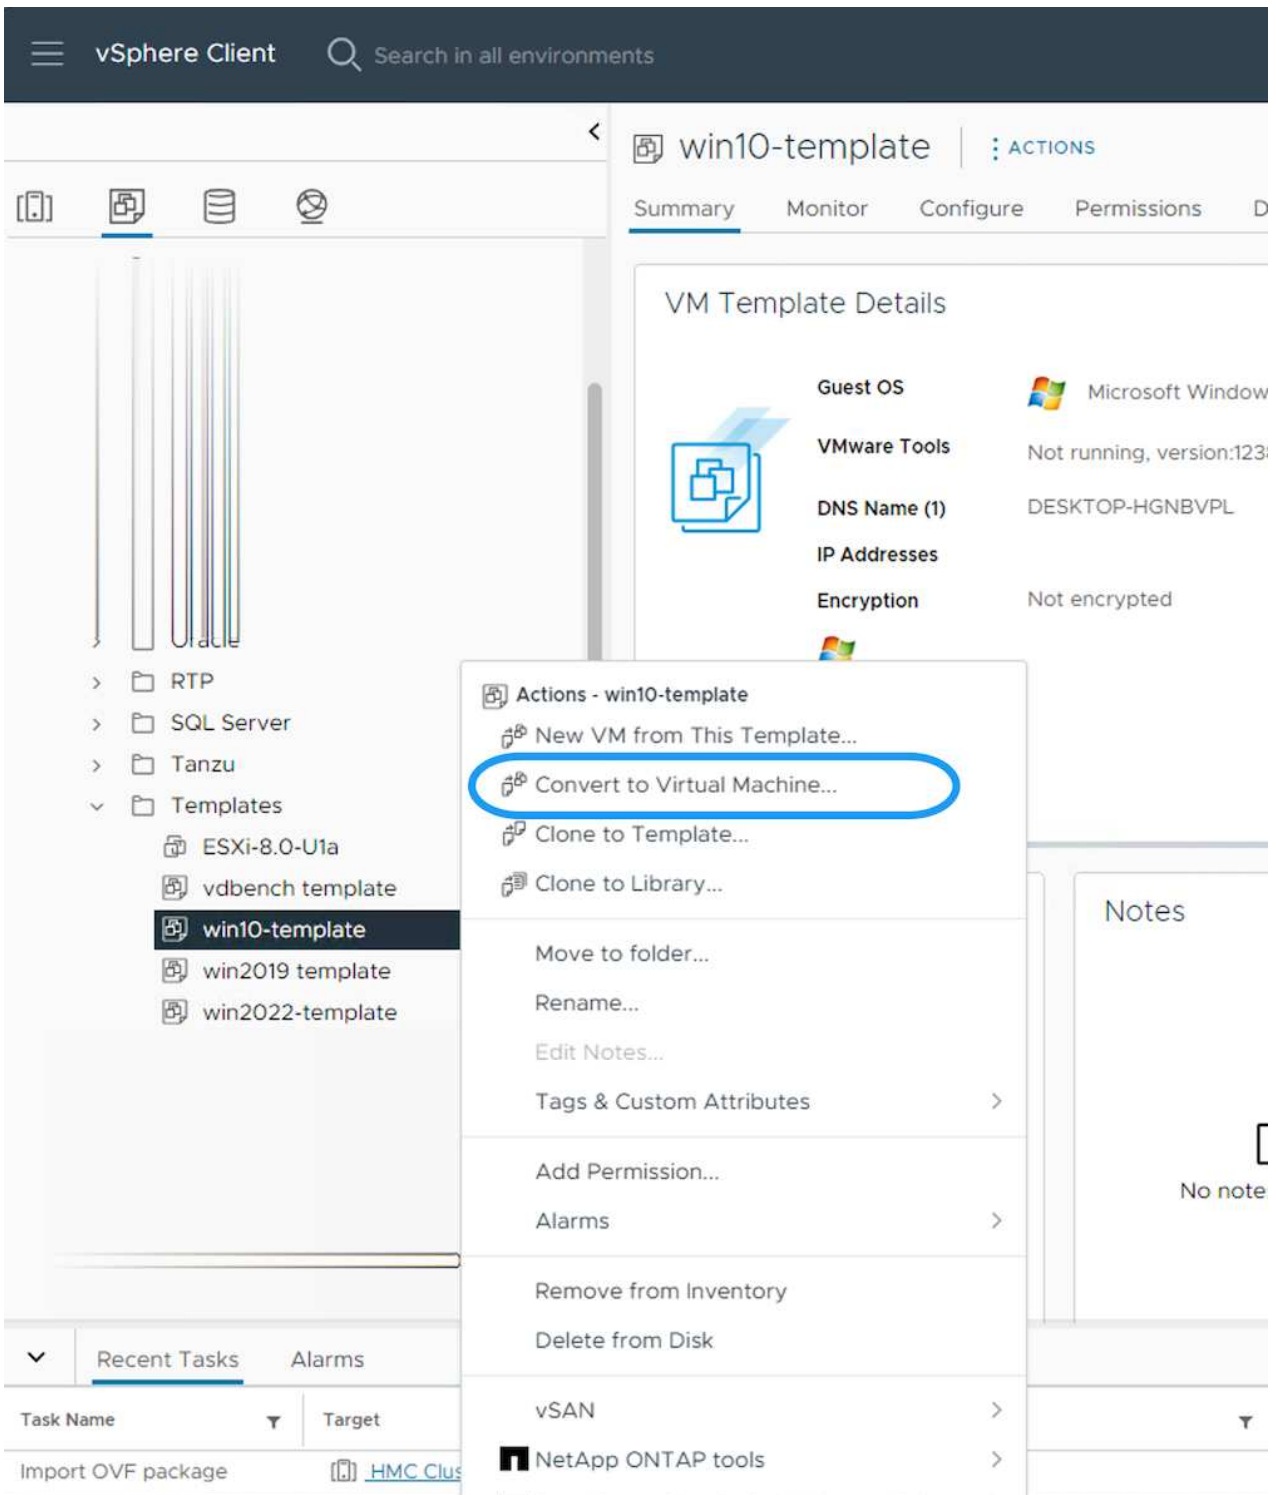 vSphere Client
Search in all environments
win10-template
ACTIONS
Summary Monitor Configure Permissions D
VM Template Details
Guest OS Microsoft Window
VMware Tools Not running, version:123
DNS Name (1) DESKTOP-HGNBVPL
IP Addresses
Encryption Not encrypted
Oracle
RTP
SQL Server
Tanzu
Templates
ESXi-8.0-U1a
vdbench template
win10-template
win2019 template
win2022-template
Actions - win10-template
New VM from This Template...
Convert to Virtual Machine...
Clone to Template...
Clone to Library...
Move to folder...
Rename...
Edit Notes...
Tags & Custom Attributes
Add Permission...
Alarms
Remove from Inventory
Delete from Disk
vSAN
NetApp ONTAP tools
Notes
No note
Recent Tasks Alarms
Task Name Target
Import OVF package HMC Clus